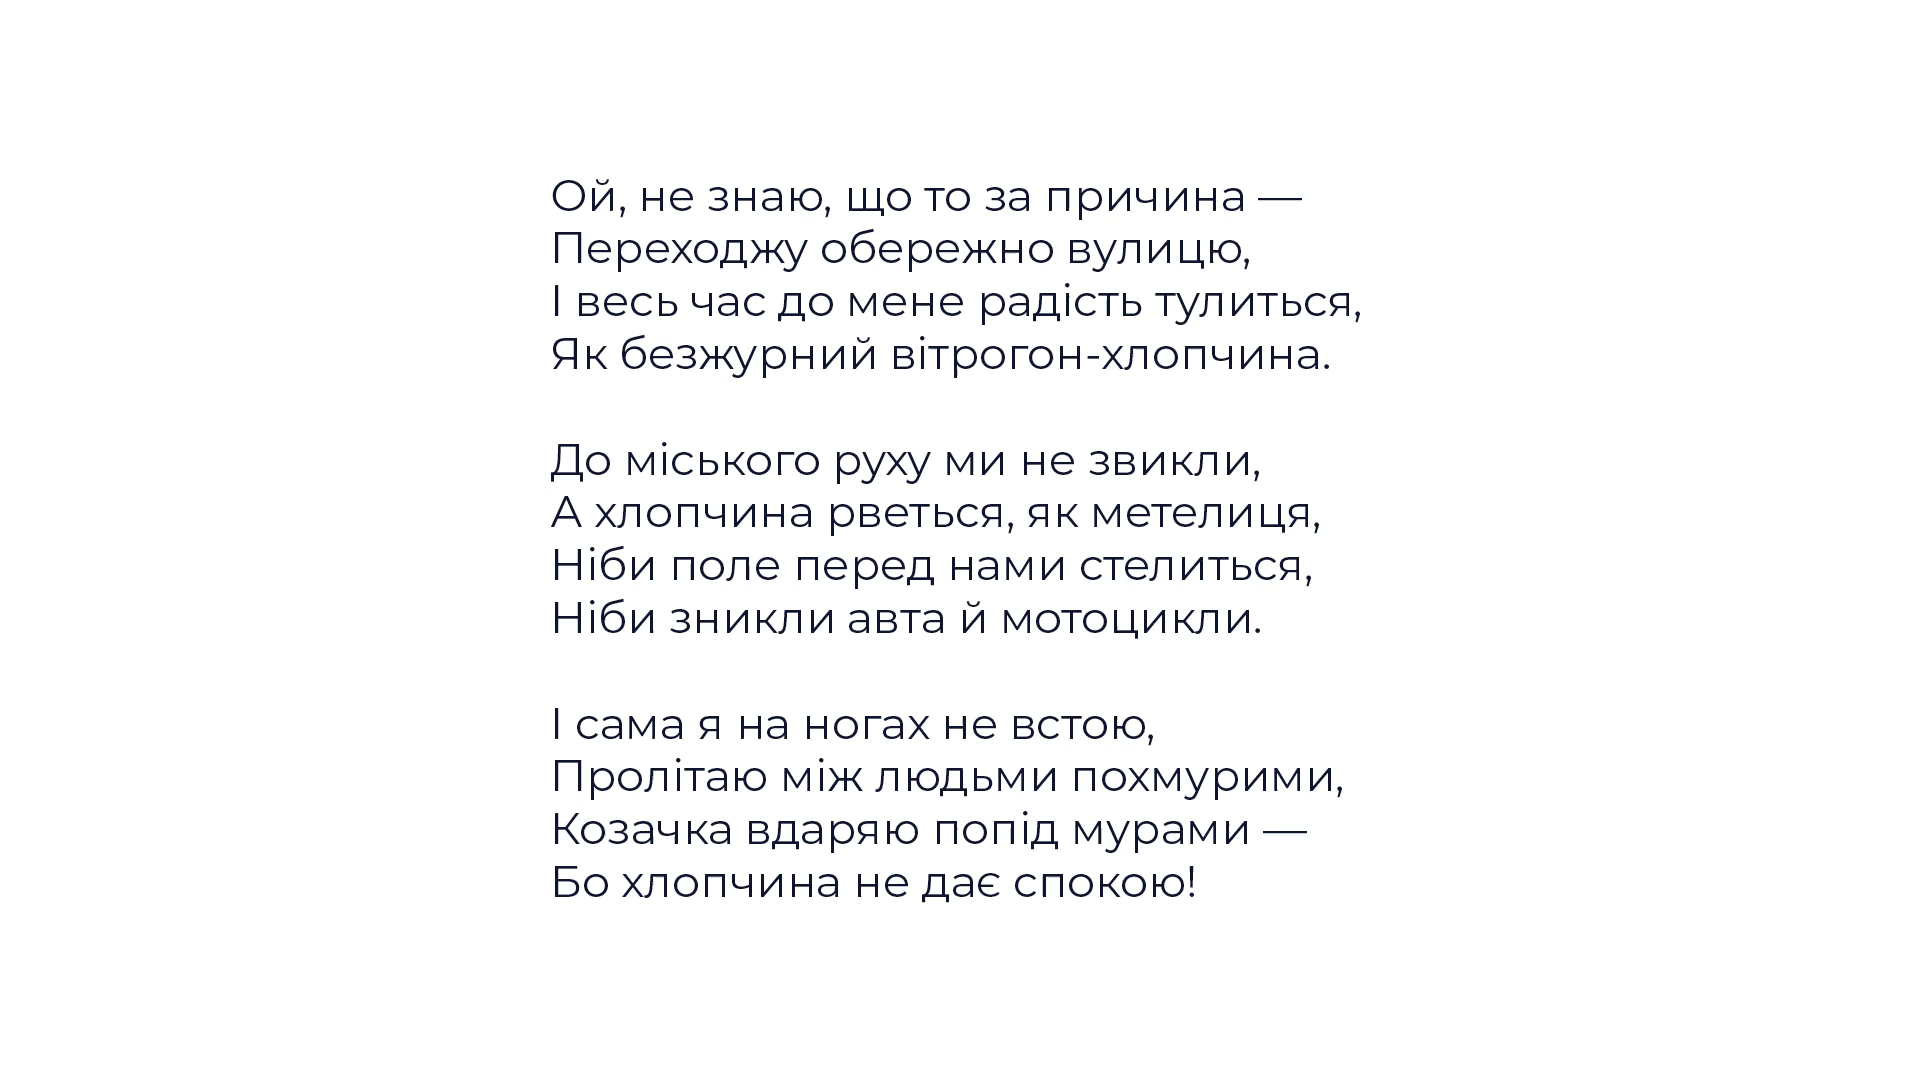 Ой, не знаю, що то за причина —
Переходжу обережно вулицю,
І весь час до мене радість тулиться,
Як безжурний вітрогон-хлопчина.

До міського руху ми не звикли,
А хлопчина рветься, як метелиця,
Ніби поле перед нами стелиться,
Ніби зникли авта й мотоцикли.

І сама я на ногах не встою,
Пролітаю між людьми похмурими,
Козачка вдаряю попід мурами —
Бо хлопчина не дає спокою!